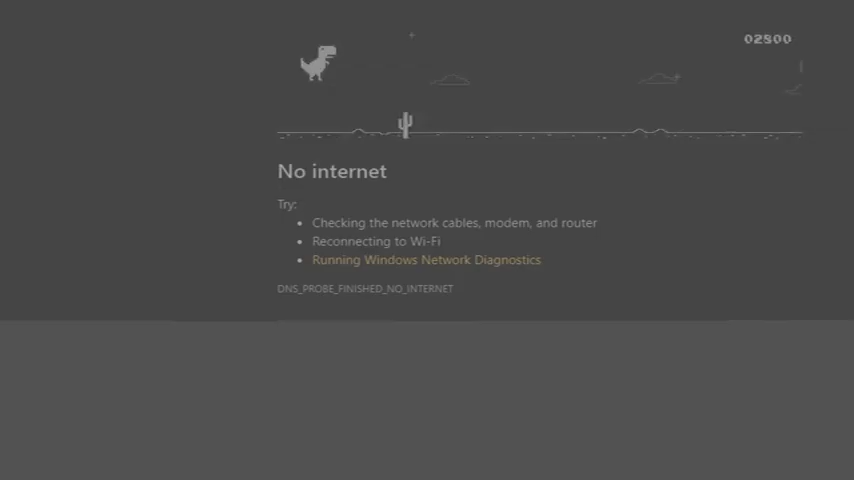 02800
No internet
Try:
Checking the network cables, modem, and router
Reconnecting to Wi-Fi
Running Windows Network Diagnostics
DNS_PROBE_FINISHED_NO_INTERNET